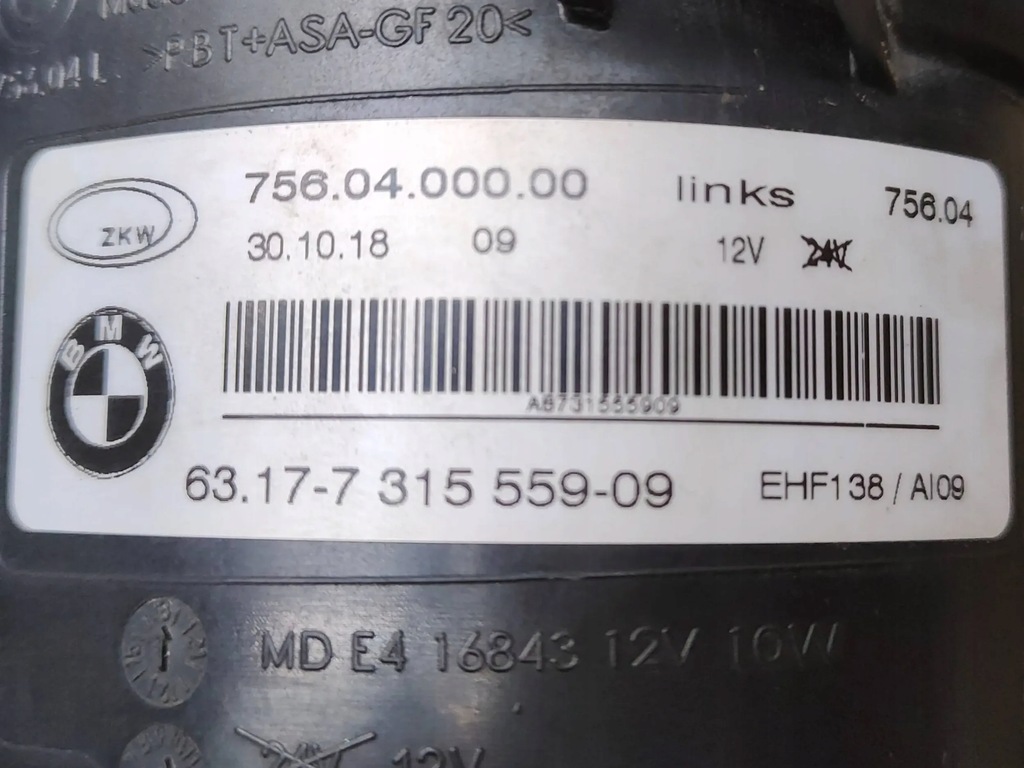 >PBT+ASA-GF 20<
756.04.000.00 links 756.04
ZKW
30.10.18 09 12V 24V
BMW
A6731555909
63.17-7 315 559-09 EHF138 / AI09
MD E4 16843 12V 10W
24V 12V